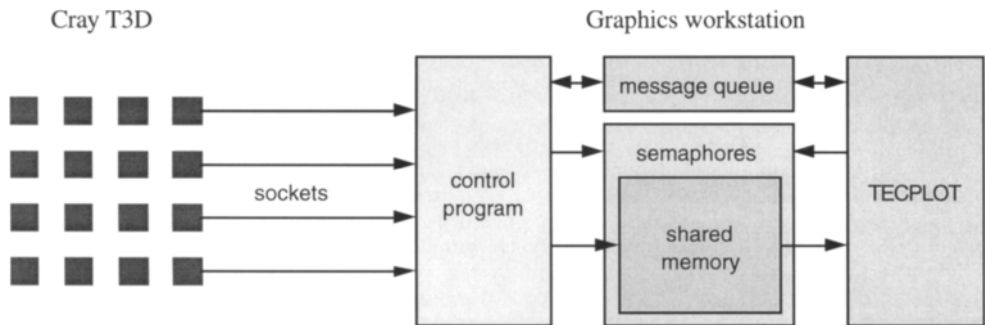 Cray T3D
Graphics workstation
message queue
semaphores
sockets
control
program
TECPLOT
shared
memory